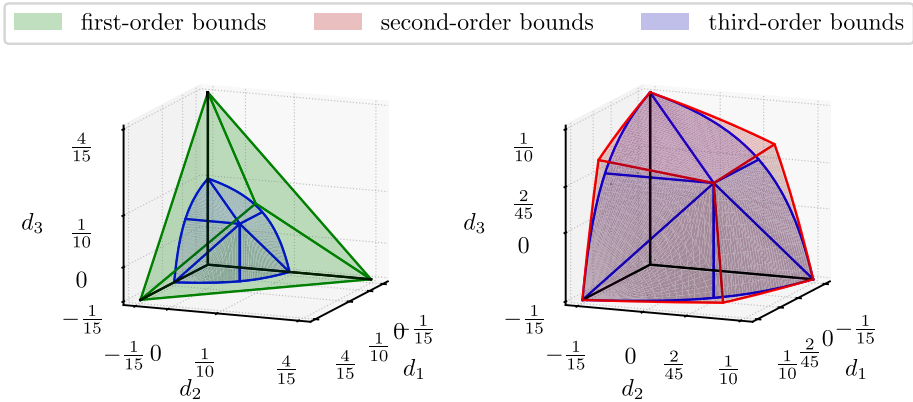 first-order bounds second-order bounds third-order bounds
4/15
1/10
d₃
0
−1/15
−1/15 0 1/10 4/15
d₂
4/15 1/10 0 −1/15
d₁
1/10
2/45
d₃
0
−1/15
−1/15 0 2/45 1/10
d₂
1/10 2/45 0 −1/15
d₁